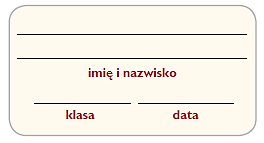 imię i nazwisko
klasa data